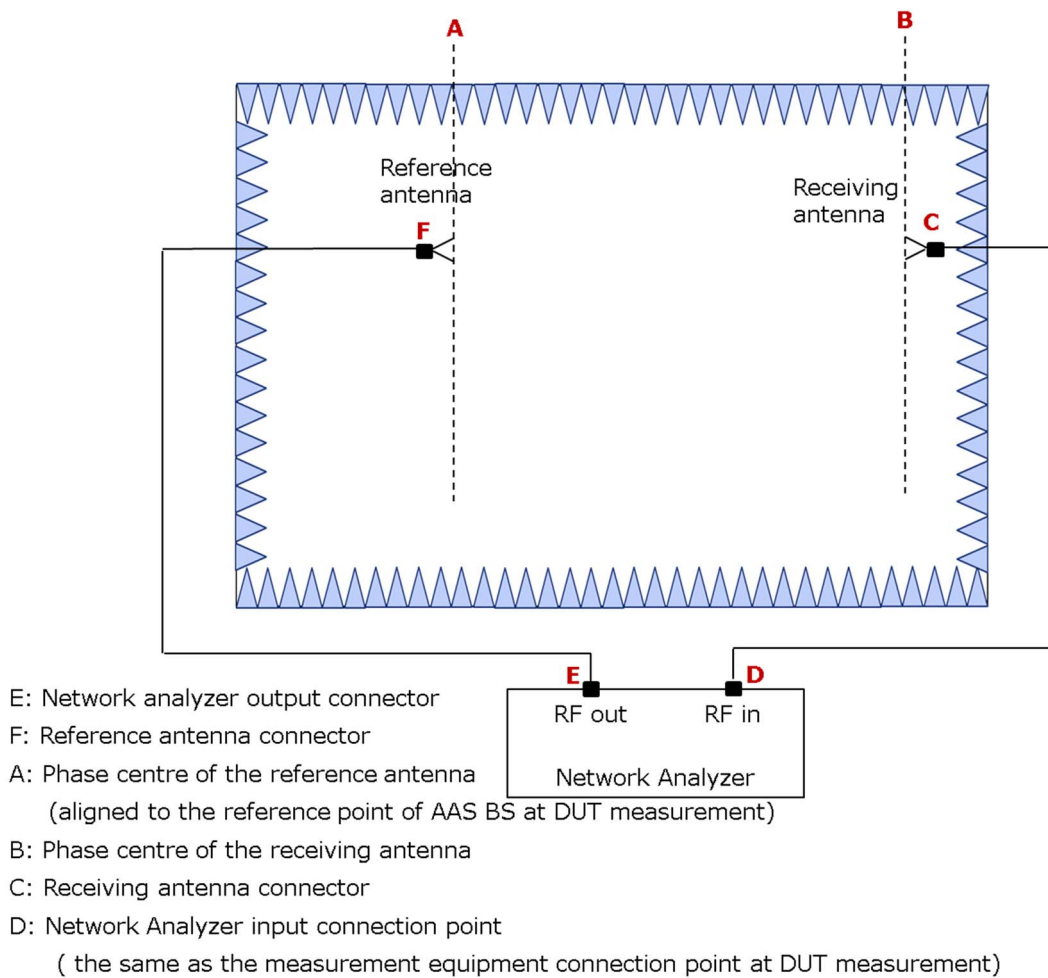 A
B
Reference
antenna
Receiving
antenna
F
C
E
D
RF out
RF in
Network Analyzer
E: Network analyzer output connector
F: Reference antenna connector
A: Phase centre of the reference antenna
(aligned to the reference point of AAS BS at DUT measurement)
B: Phase centre of the receiving antenna
C: Receiving antenna connector
D: Network Analyzer input connection point
( the same as the measurement equipment connection point at DUT measurement)